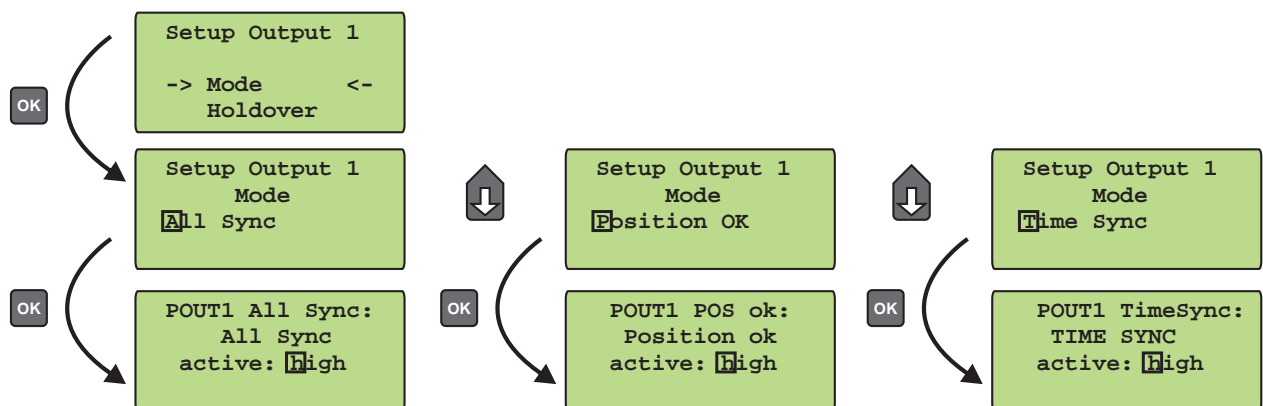 Setup Output 1
-> Mode <-
Holdover
OK
Setup Output 1
Mode
All Sync
Setup Output 1
Mode
Position OK
Setup Output 1
Mode
Time Sync
OK
POUT1 All Sync:
All Sync
active: high
OK
POUT1 POS ok:
Position ok
active: high
OK
POUT1 TimeSync:
TIME SYNC
active: high